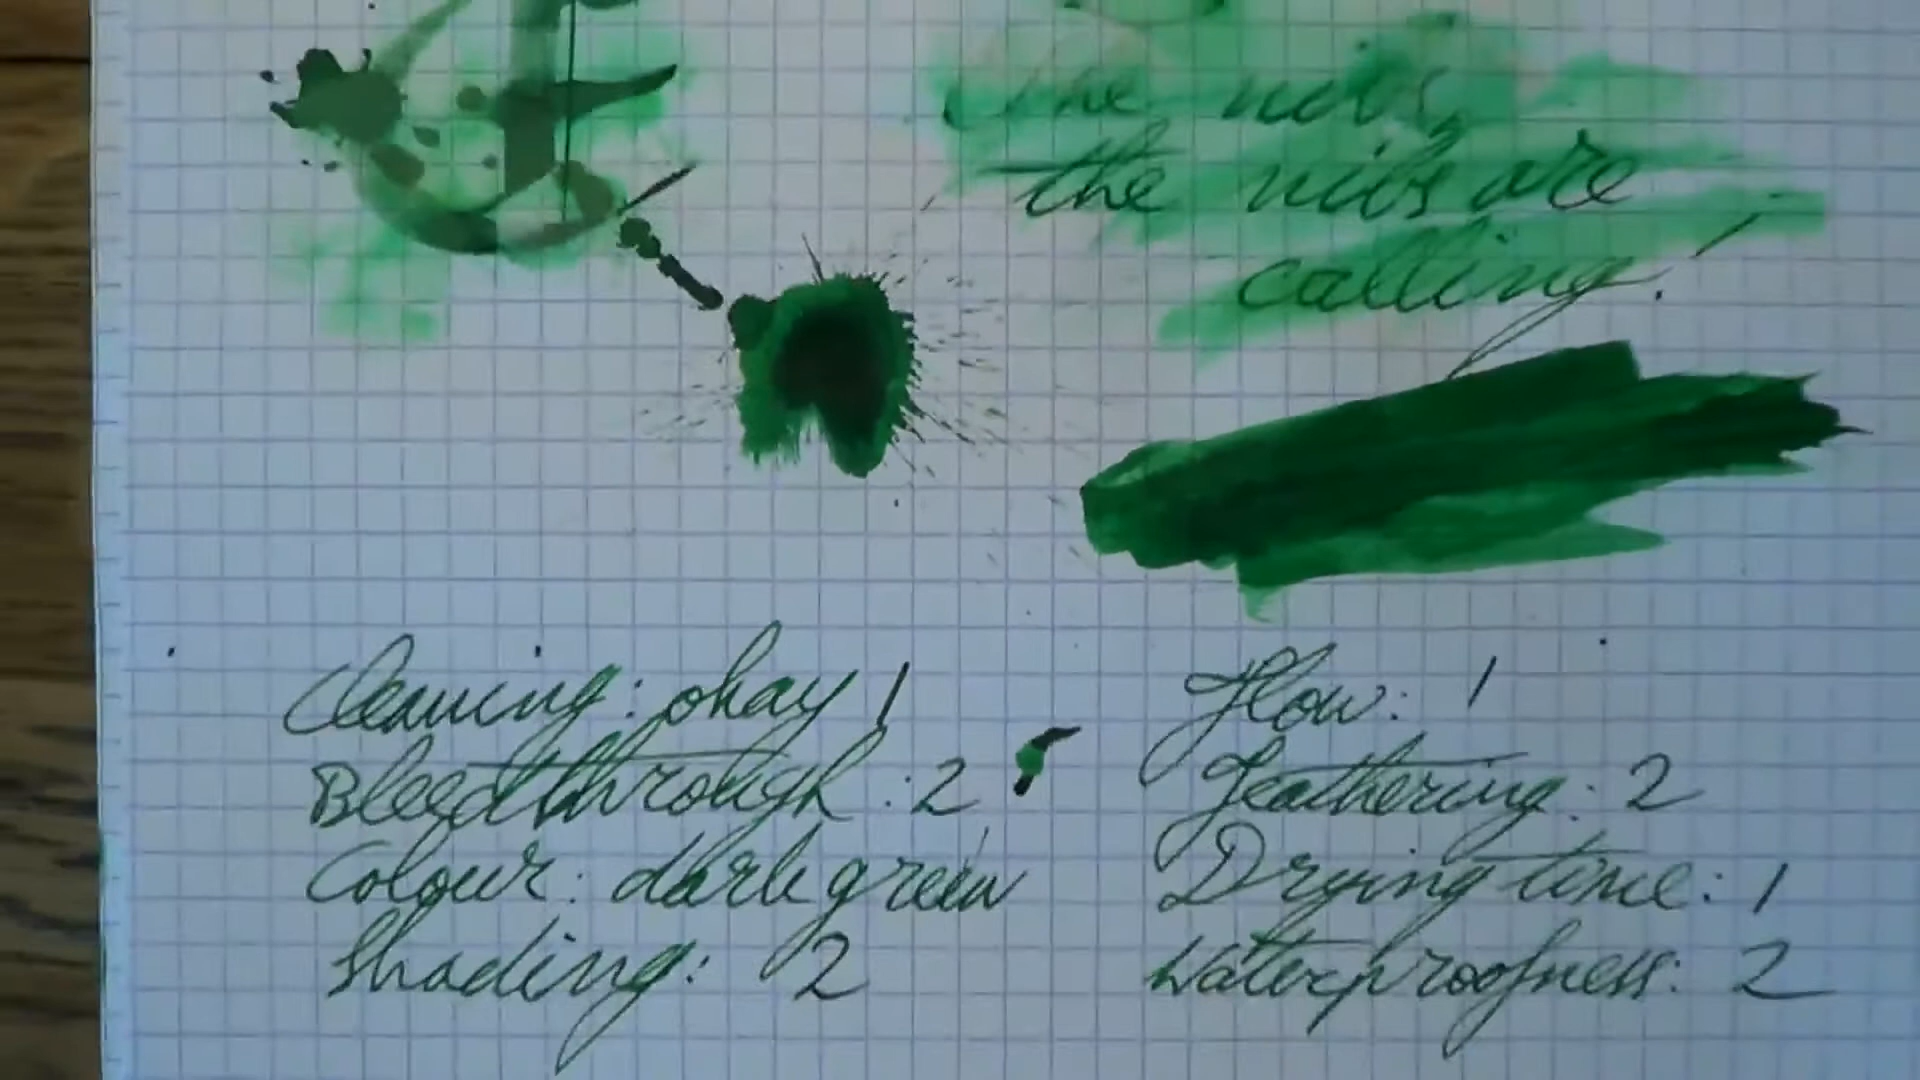 The nibs,
the nibs are
calling!
Cleaning: okay 1
Bleedthrough: 2
Colour: dark green
Shading: 2
Flow: 1
Feathering: 2
Drying time: 1
Waterproofness: 2